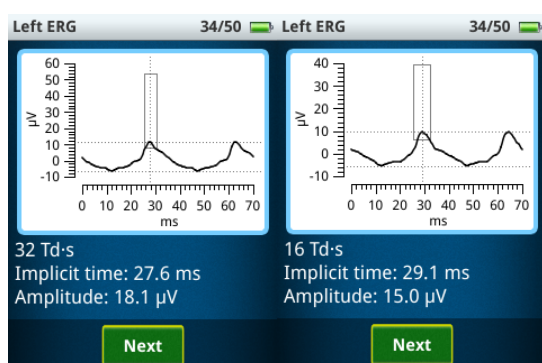 Left ERG 34/50
60
50
40
30
20
10
0
-10
µV
0 10 20 30 40 50 60 70
ms
32 Td·s
Implicit time: 27.6 ms
Amplitude: 18.1 µV
Next
Left ERG 34/50
40
30
20
10
0
-10
µV
0 10 20 30 40 50 60 70
ms
16 Td·s
Implicit time: 29.1 ms
Amplitude: 15.0 µV
Next